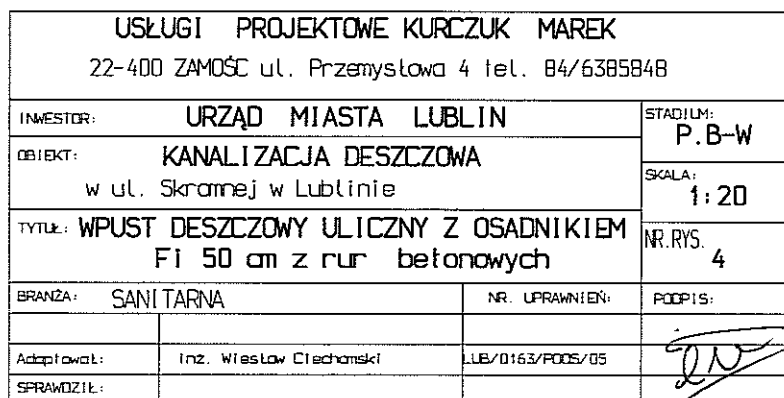 USŁUGI PROJEKTOWE KURCZUK MAREK
22-400 ZAMOŚĆ ul. Przemysłowa 4 tel. 84/6385848
INWESTOR: URZĄD MIASTA LUBLIN
STADIUM: P.B-W
OBIEKT: KANALIZACJA DESZCZOWA
w ul. Skromnej w Lublinie
SKALA: 1:20
TYTUŁ: WPUST DESZCZOWY ULICZNY Z OSADNIKIEM
Fi 50 cm z rur betonowych
NR.RYS. 4
BRANŻA: SANITARNA NR. UPRAWNIEŃ: PODPIS:
Adaptował: inż. Wiesław Ciechomski LUB/0163/POOS/05
SPRAWDZIŁ: